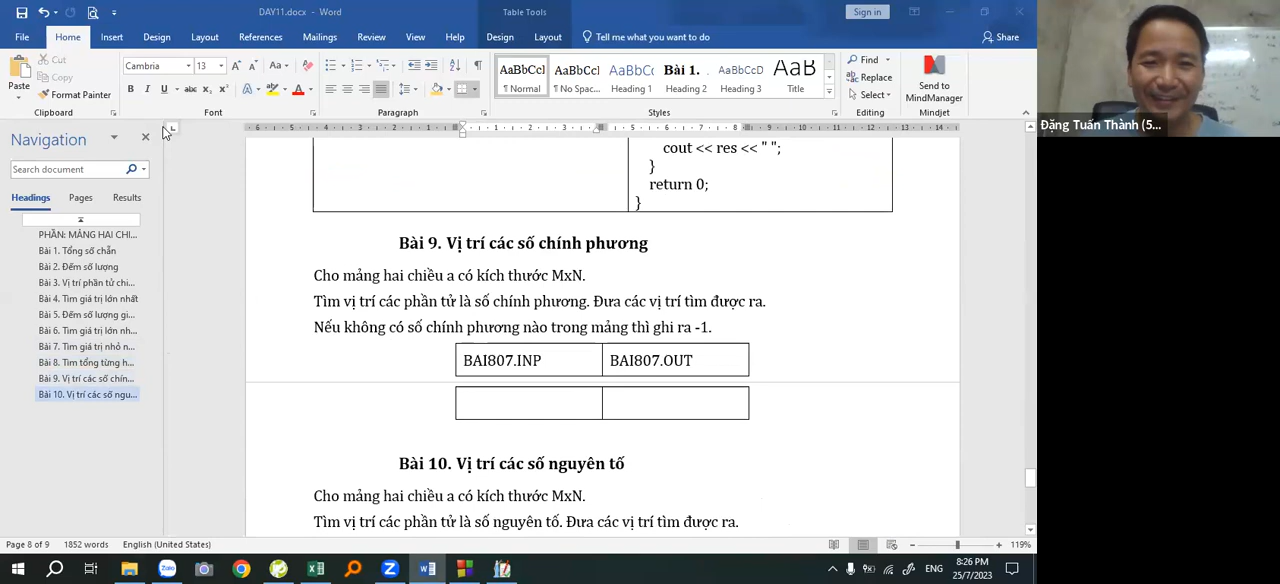 DAY11.docx - Word
Table Tools
Sign in
File
Home
Insert
Design
Layout
References
Mailings
Review
View
Help
Design
Layout
Tell me what you want to do
Share
Paste
Cut
Copy
Format Painter
Clipboard
Cambria
13
Font
Paragraph
AaBbCcI
¶ Normal
AaBbCcI
¶ No Spac...
AaBbCc
Heading 1
Bài 1.
Heading 2
AaBbCcD
Heading 3
AaB
Title
Styles
Find
Replace
Select
Editing
Send to
MindManager
Mindjet
Đặng Tuấn Thành (5...
Navigation
Search document
Headings
Pages
Results
PHẦN: MẢNG HAI CHI...
Bài 1. Tổng số chẵn
Bài 2. Đếm số lượng
Bài 3. Vị trí phần tử chi...
Bài 4. Tìm giá trị lớn nhất
Bài 5. Đếm số lượng gi...
Bài 6. Tìm giá trị lớn nh...
Bài 7. Tìm giá trị nhỏ n...
Bài 8. Tìm tổng từng h...
Bài 9. Vị trí các số chín...
Bài 10. Vị trí các số ngu...
cout << res << " ";
}
return 0;
}
Bài 9. Vị trí các số chính phương
Cho mảng hai chiều a có kích thước MxN.
Tìm vị trí các phần tử là số chính phương. Đưa các vị trí tìm được ra.
Nếu không có số chính phương nào trong mảng thì ghi ra -1.
BAI807.INP
BAI807.OUT
Bài 10. Vị trí các số nguyên tố
Cho mảng hai chiều a có kích thước MxN.
Tìm vị trí các phần tử là số nguyên tố. Đưa các vị trí tìm được ra.
Page 8 of 9
1852 words
English (United States)
119%
Zalo
ENG
8:26 PM
25/7/2023